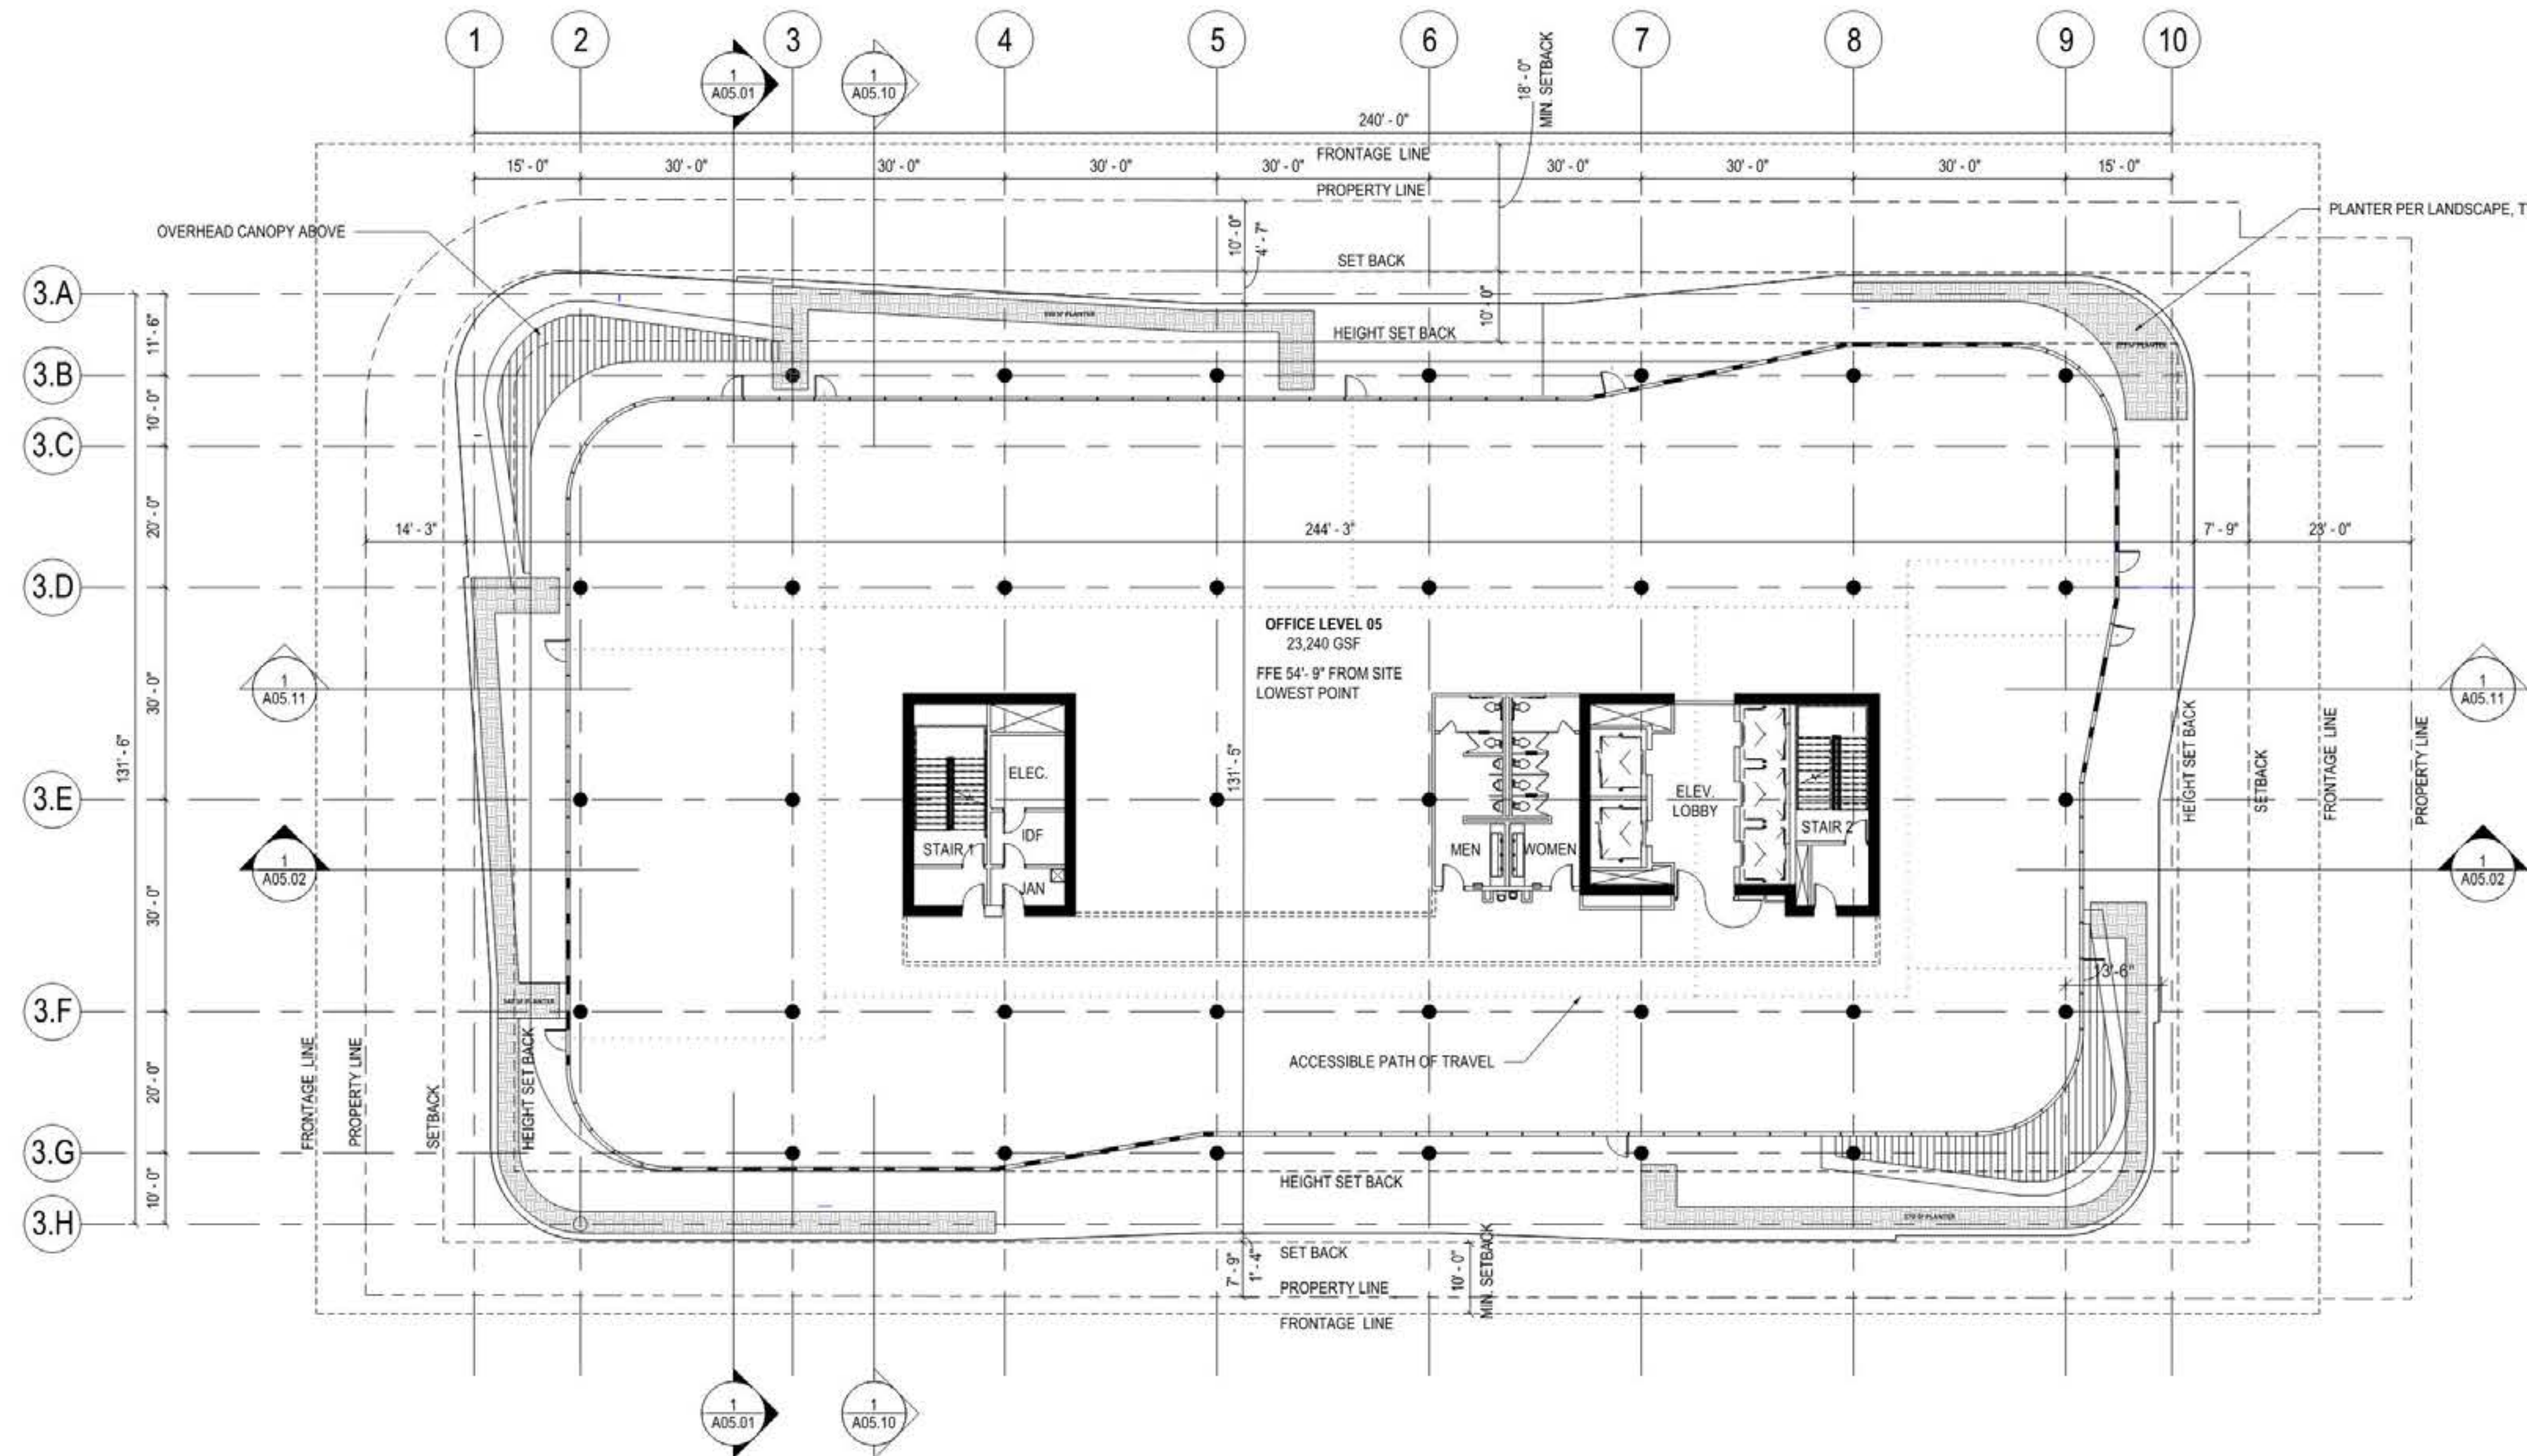 1
2
3
4
5
6
7
8
9
10
1
A05.01
1
A05.10
18' - 0"
MIN. SETBACK
240' - 0"
FRONTAGE LINE
15' - 0"
30' - 0"
30' - 0"
30' - 0"
30' - 0"
30' - 0"
30' - 0"
30' - 0"
15' - 0"
PROPERTY LINE
PLANTER PER LANDSCAPE, T
OVERHEAD CANOPY ABOVE
10' - 0"
4' - 7"
SET BACK
3.A
10' 0"
HEIGHT SET BACK
11' - 6"
3.B
10' - 0"
3.C
20' - 0"
14' - 3"
244' - 3"
7' - 9"
23' - 0"
3.D
OFFICE LEVEL 05
23,240 GSF
FFE 54'- 9" FROM SITE
LOWEST POINT
1
A05.11
1
A05.11
30' - 0"
131' - 6"
131' - 5"
ELEC.
IDF
STAIR 1
JAN
MEN
WOMEN
ELEV.
LOBBY
STAIR 2
HEIGHT SET BACK
SETBACK
FRONTAGE LINE
PROPERTY LINE
3.E
1
A05.02
1
A05.02
30' - 0"
13'-6"
3.F
ACCESSIBLE PATH OF TRAVEL
FRONTAGE LINE
PROPERTY LINE
SETBACK
HEIGHT SET BACK
20' - 0"
3.G
10' - 0"
HEIGHT SET BACK
3.H
7' - 9"
1' - 4"
SET BACK
PROPERTY LINE
10' - 0"
MIN. SETBACK
FRONTAGE LINE
1
A05.01
1
A05.10